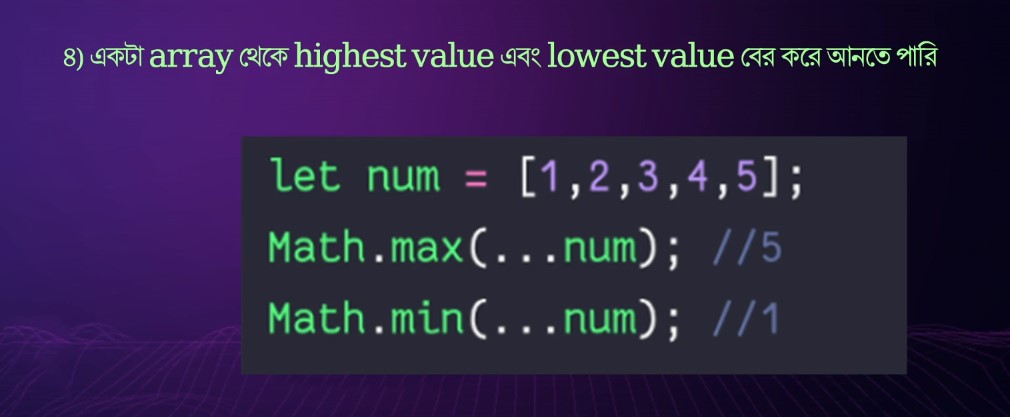 ৪) একটা array থেকে highest value এবং lowest value বের করে আনতে পারি
let num = [1,2,3,4,5];
Math.max(...num); //5
Math.min(...num); //1